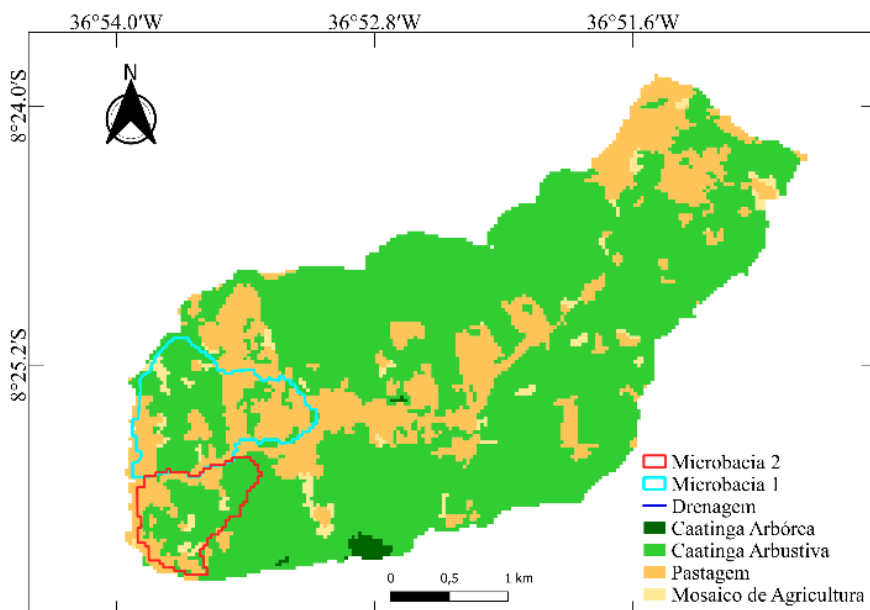 36°54.0′W 36°52.8′W 36°51.6′W
N
8°24.0′S
8°25.2′S
Microbacia 2
Microbacia 1
Drenagem
Caatinga Arbórea
Caatinga Arbustiva
Pastagem
Mosaico de Agricultura
0 0,5 1 km